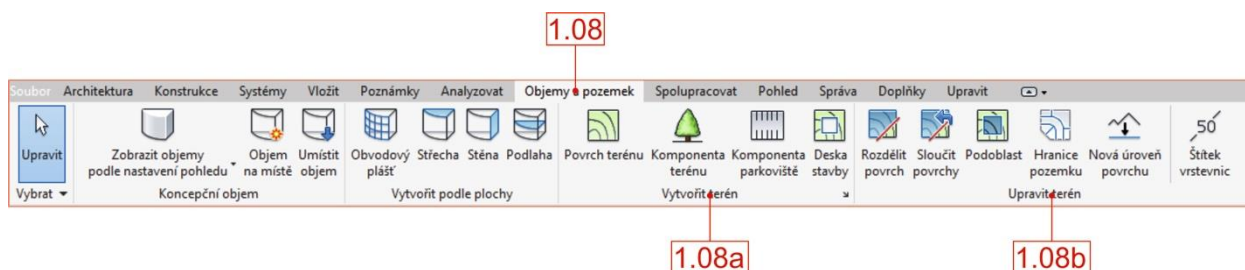 1.08
Soubor Architektura Konstrukce Systémy Vložit Poznámky Analyzovat Objemy a pozemek Spolupracovat Pohled Správa Doplňky Upravit
50
Upravit Zobrazit objemy Objem Umístit Obvodový Střecha Stěna Podlaha Povrch terénu Komponenta Komponenta Deska Rozdělit Sloučit Podoblast Hranice Nová úroveň Štítek
podle nastavení pohledu na místě objem plášť terénu parkoviště stavby povrch povrchy pozemku povrchu vrstevnic
Vybrat Koncepční objem Vytvořit podle plochy Vytvořit terén Upravit terén
1.08a 1.08b